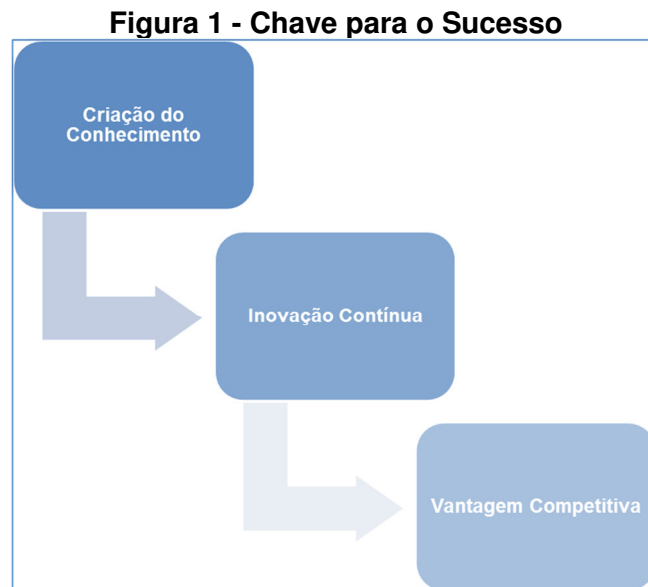 Figura 1 - Chave para o Sucesso
Criação do
Conhecimento
Inovação Contínua
Vantagem Competitiva